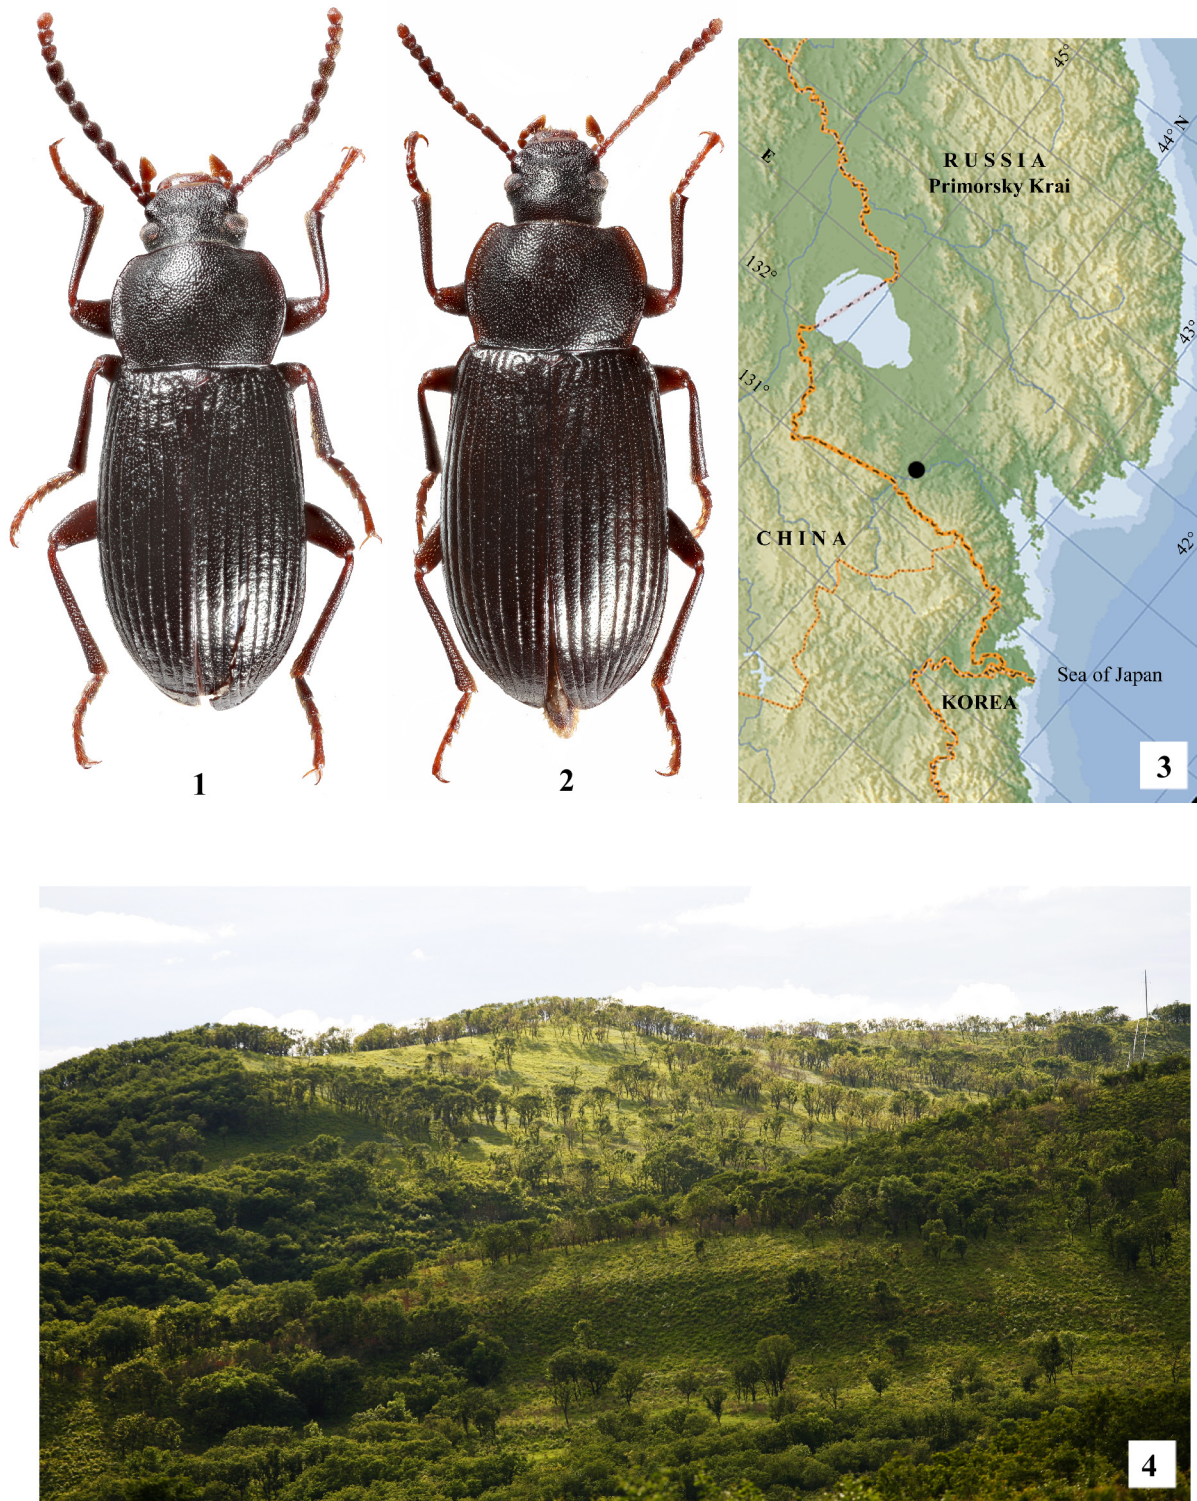 1
2
45°
44° N
RUSSIA
Primorsky Krai
E
132°
43°
131°
CHINA
42°
Sea of Japan
KOREA
3
4